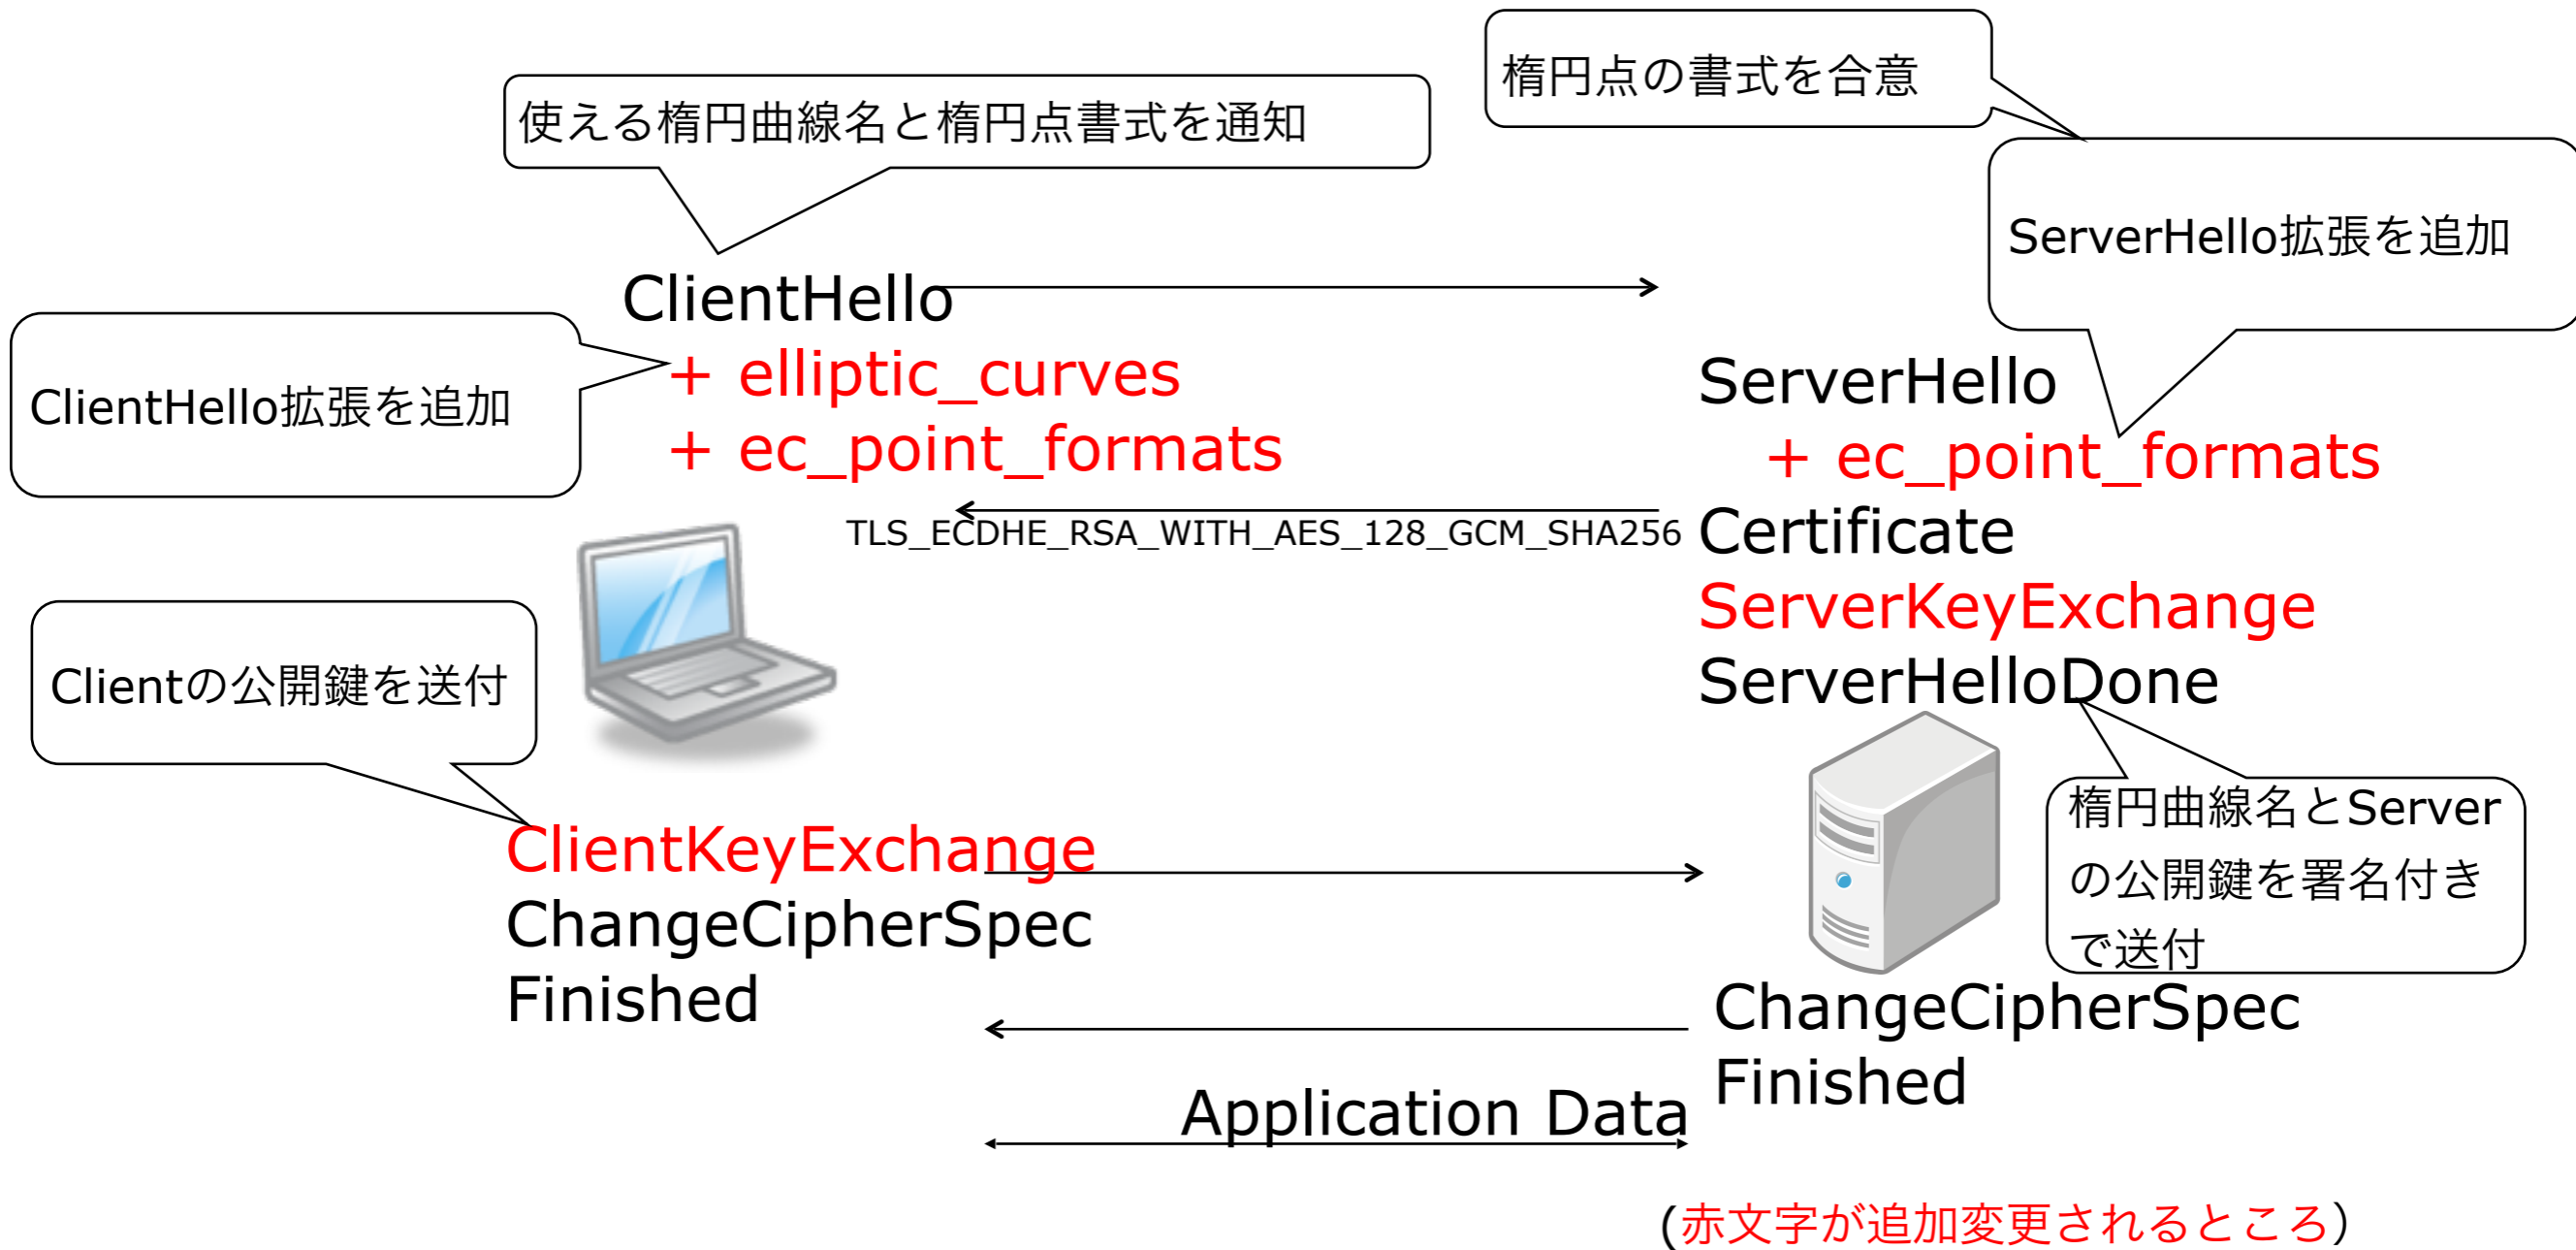 楕円点の書式を合意
使える楕円曲線名と楕円点書式を通知
ServerHello拡張を追加
ClientHello
+ elliptic_curves
+ ec_point_formats
ClientHello拡張を追加
ServerHello
+ ec_point_formats
TLS_ECDHE_RSA_WITH_AES_128_GCM_SHA256
Certificate
ServerKeyExchange
ServerHelloDone
Clientの公開鍵を送付
楕円曲線名とServer
の公開鍵を署名付き
で送付
ClientKeyExchange
ChangeCipherSpec
Finished
ChangeCipherSpec
Finished
Application Data
(赤文字が追加変更されるところ）